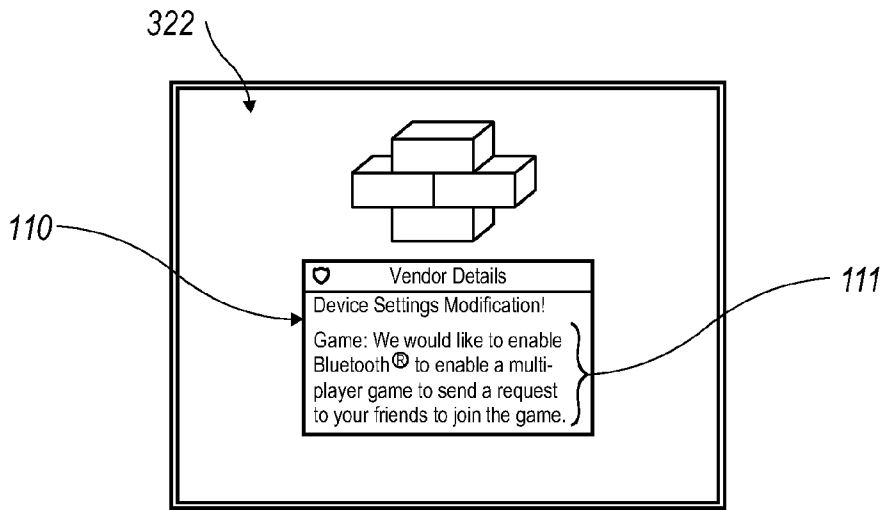 322
110
111
Vendor Details
Device Settings Modification!
Game: We would like to enable
Bluetooth® to enable a multi-
player game to send a request
to your friends to join the game.